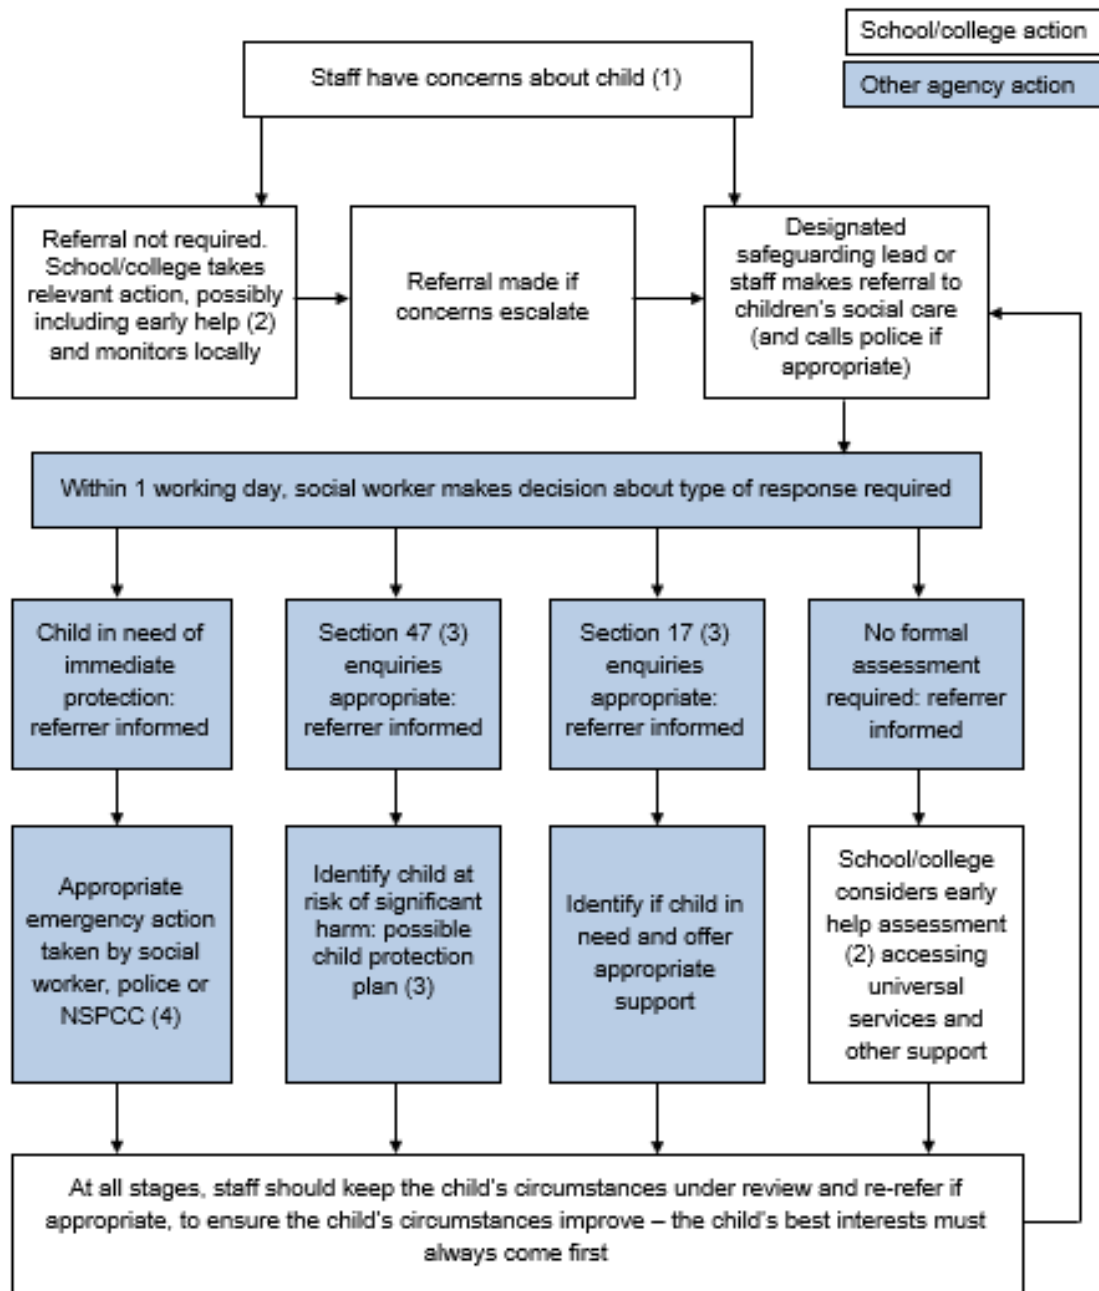 School/college action
Other agency action
Staff have concerns about child (1)
Referral not required.
School/college takes
relevant action, possibly
including early help (2)
and monitors locally
Referral made if
concerns escalate
Designated
safeguarding lead or
staff makes referral to
children's social care
(and calls police if
appropriate)
Within 1 working day, social worker makes decision about type of response required
Child in need of
immediate
protection:
referrer informed
Section 47 (3)
enquiries
appropriate:
referrer informed
Section 17 (3)
enquiries
appropriate:
referrer informed
No formal
assessment
required: referrer
informed
Appropriate
emergency action
taken by social
worker, police or
NSPCC (4)
Identify child at
risk of significant
harm: possible
child protection
plan (3)
Identify if child in
need and offer
appropriate
support
School/college
considers early
help assessment
(2) accessing
universal
services and
other support
At all stages, staff should keep the child's circumstances under review and re-refer if
appropriate, to ensure the child's circumstances improve – the child's best interests must
always come first